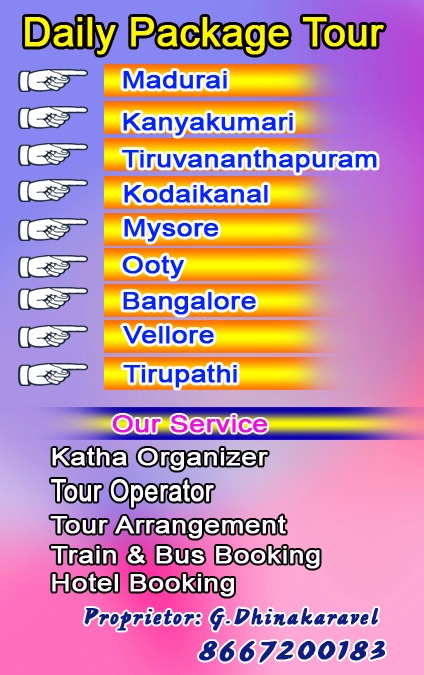 Daily Package Tour
Madurai
Kanyakumari
Tiruvananthapuram
Kodaikanal
Mysore
Ooty
Bangalore
Vellore
Tirupathi
Our Service
Katha Organizer
Tour Operator
Tour Arrangement
Train & Bus Booking
Hotel Booking
Proprietor: G.Dhinakaravel
8667200183